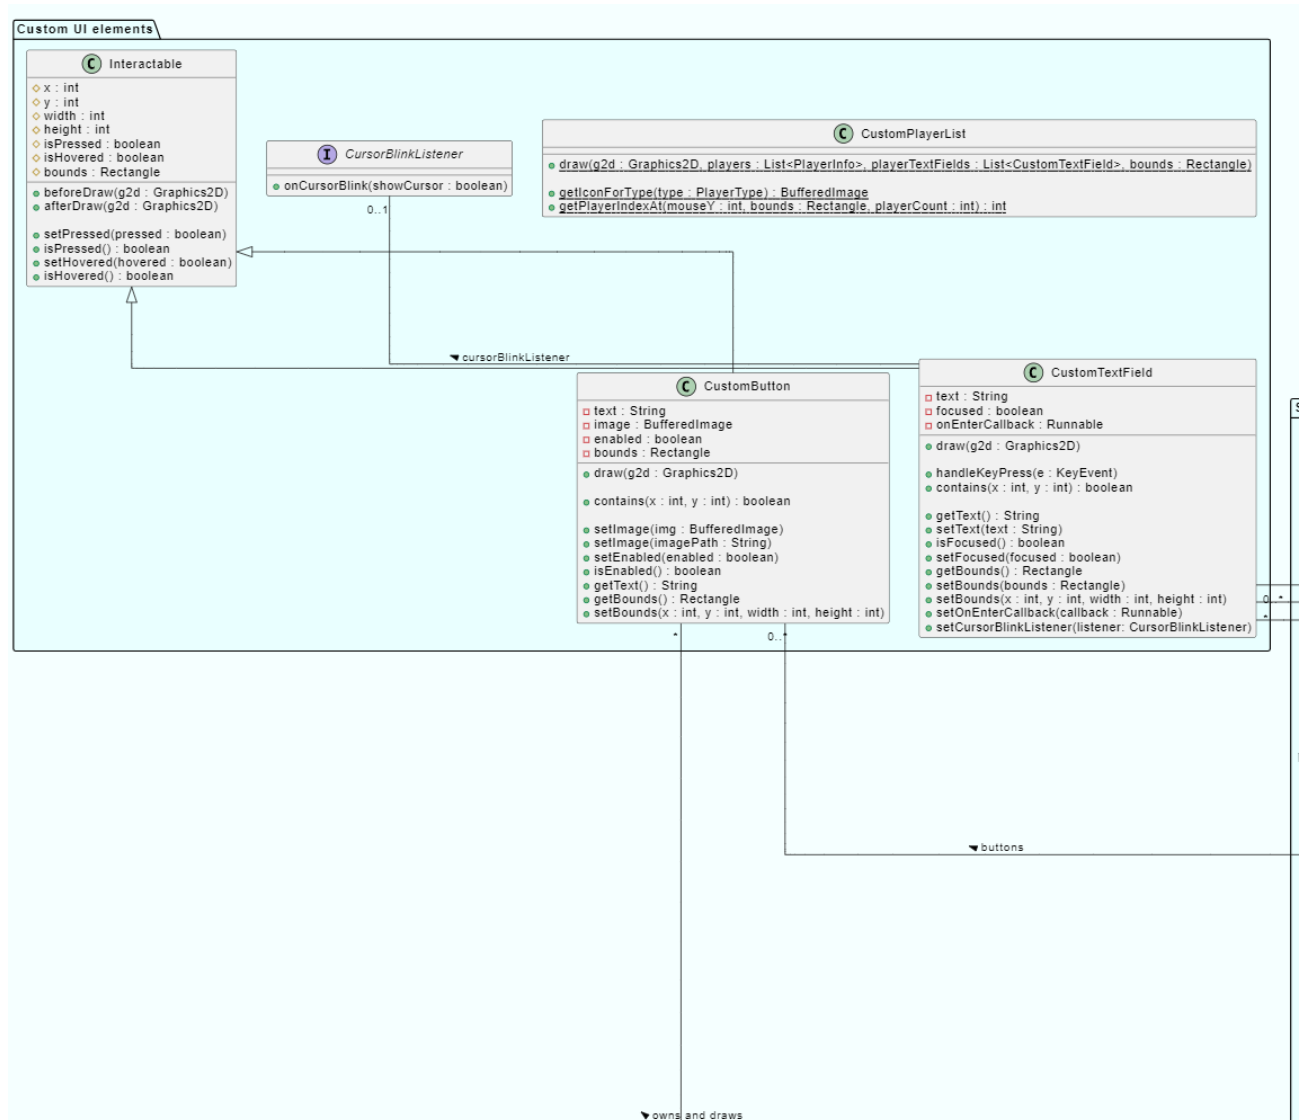 Custom UI elements
C Interactable
x : int
y : int
width : int
height : int
isPressed : boolean
isHovered : boolean
bounds : Rectangle
beforeDraw(g2d : Graphics2D)
afterDraw(g2d : Graphics2D)
setPressed(pressed : boolean)
isPressed() : boolean
setHovered(hovered : boolean)
isHovered() : boolean
I CursorBlinkListener
onCursorBlink(showCursor : boolean)
0..1
C CustomPlayerList
draw(g2d : Graphics2D, players : List<PlayerInfo>, playerTextFields : List<CustomTextField>, bounds : Rectangle)
getIconForType(type : PlayerType) : BufferedImage
getPlayerIndexAt(mouseY : int, bounds : Rectangle, playerCount : int) : int
cursorBlinkListener
C CustomButton
text : String
image : BufferedImage
enabled : boolean
bounds : Rectangle
draw(g2d : Graphics2D)
contains(x : int, y : int) : boolean
setImage(img : BufferedImage)
setImage(imagePath : String)
setEnabled(enabled : boolean)
isEnabled() : boolean
getText() : String
getBounds() : Rectangle
setBounds(x : int, y : int, width : int, height : int)
*
0..*
C CustomTextField
text : String
focused : boolean
onEnterCallback : Runnable
draw(g2d : Graphics2D)
handleKeyPress(e : KeyEvent)
contains(x : int, y : int) : boolean
getText() : String
setText(text : String)
isFocused() : boolean
setFocused(focused : boolean)
getBounds() : Rectangle
setBounds(bounds : Rectangle)
setBounds(x : int, y : int, width : int, height : int)
setOnEnterCallback(callback : Runnable)
setCursorBlinkListener(listener: CursorBlinkListener)
0..*
*
buttons
owns and draws